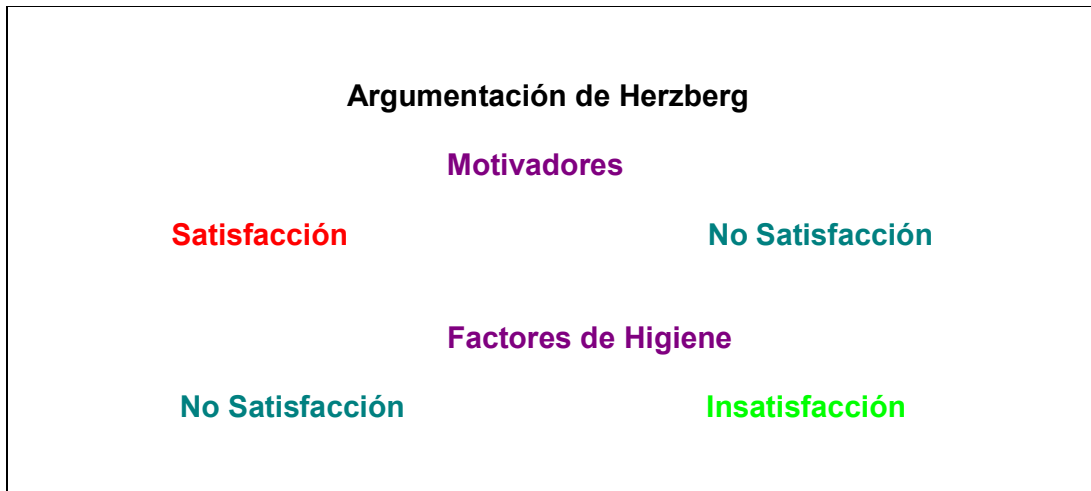 Argumentación de Herzberg
Motivadores
Satisfacción No Satisfacción
Factores de Higiene
No Satisfacción Insatisfacción